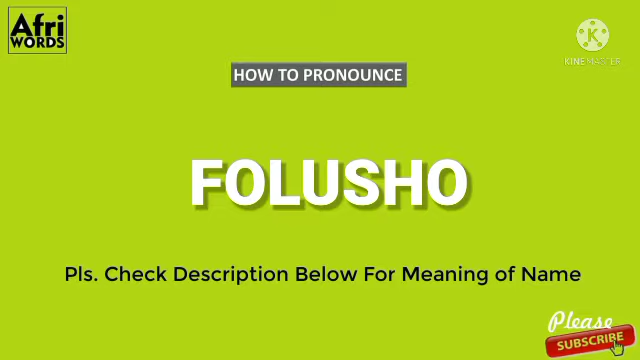 Afri
WORDS
KINEMASTER
HOW TO PRONOUNCE
FOLUSHO
Pls. Check Description Below For Meaning of Name
Please
SUBSCRIBE